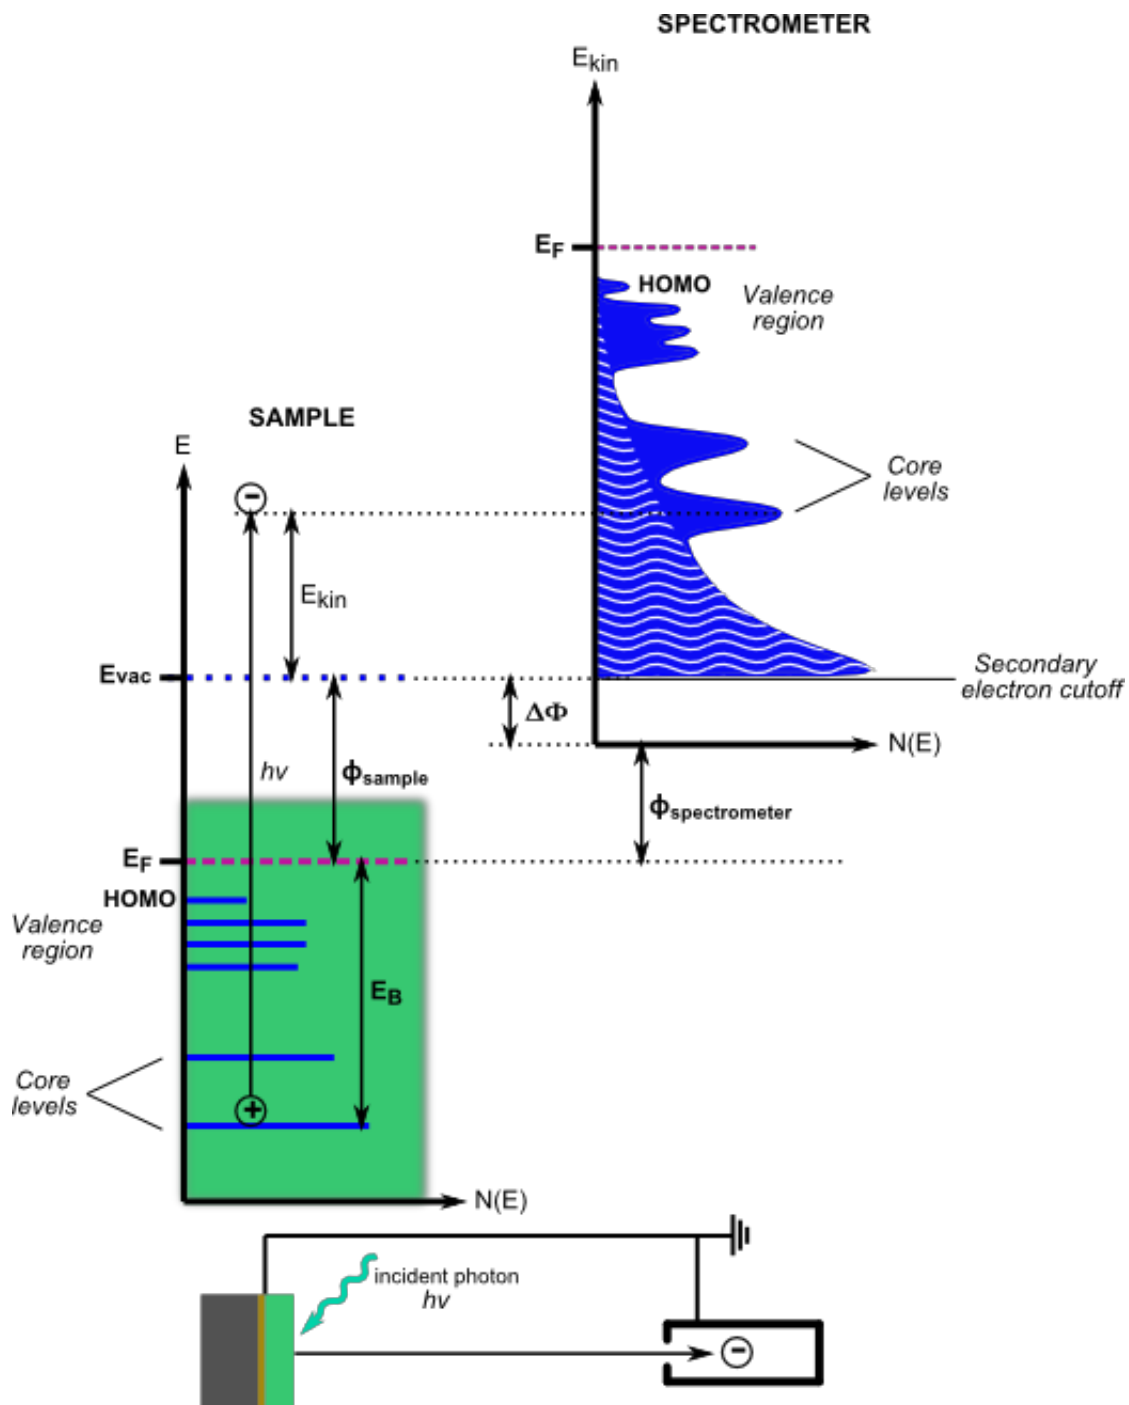 SPECTROMETER
Ekin
EF
HOMO
Valence
region
SAMPLE
E
−
Core
levels
Ekin
Evac
Secondary
electron cutoff
ΔΦ
N(E)
hν
ϕsample
ϕspectrometer
EF
HOMO
Valence
region
EB
Core
levels
+
N(E)
incident photon
hν
−